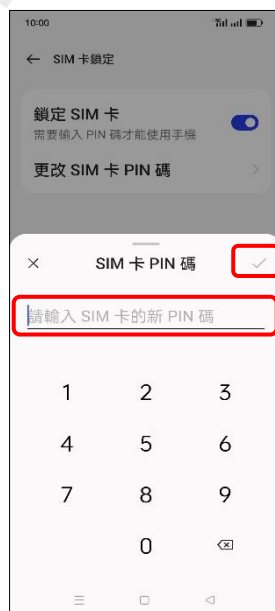 10:00
← SIM 卡鎖定
鎖定 SIM 卡
需要輸入 PIN 碼才能使用手機
更改 SIM 卡 PIN 碼
SIM 卡 PIN 碼
請輸入 SIM 卡的新 PIN 碼
1 2 3
4 5 6
7 8 9
0